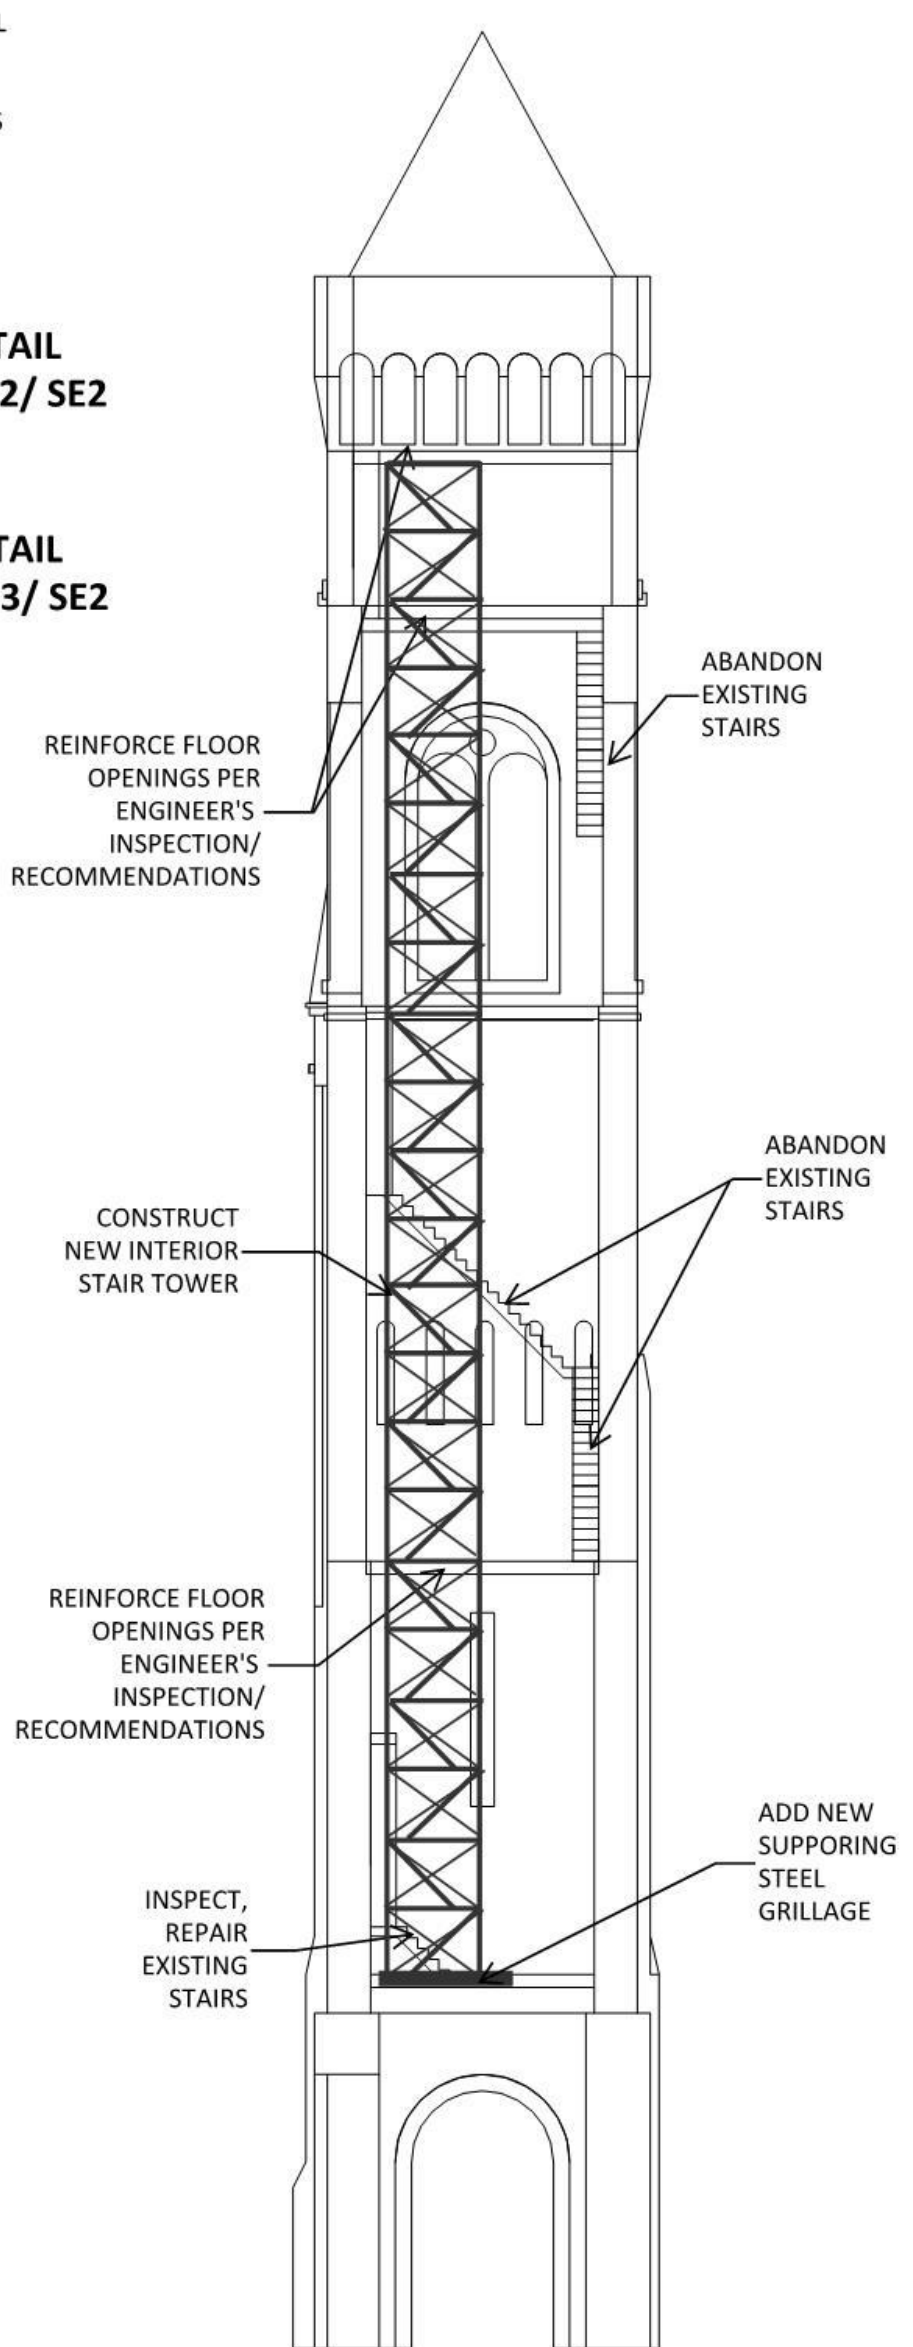 L
S
TAIL
2/ SE2
TAIL
3/ SE2
ABANDON
EXISTING
STAIRS
REINFORCE FLOOR
OPENINGS PER
ENGINEER'S
INSPECTION/
RECOMMENDATIONS
ABANDON
EXISTING
STAIRS
CONSTRUCT
NEW INTERIOR
STAIR TOWER
REINFORCE FLOOR
OPENINGS PER
ENGINEER'S
INSPECTION/
RECOMMENDATIONS
ADD NEW
SUPPORING
STEEL
GRILLAGE
INSPECT,
REPAIR
EXISTING
STAIRS